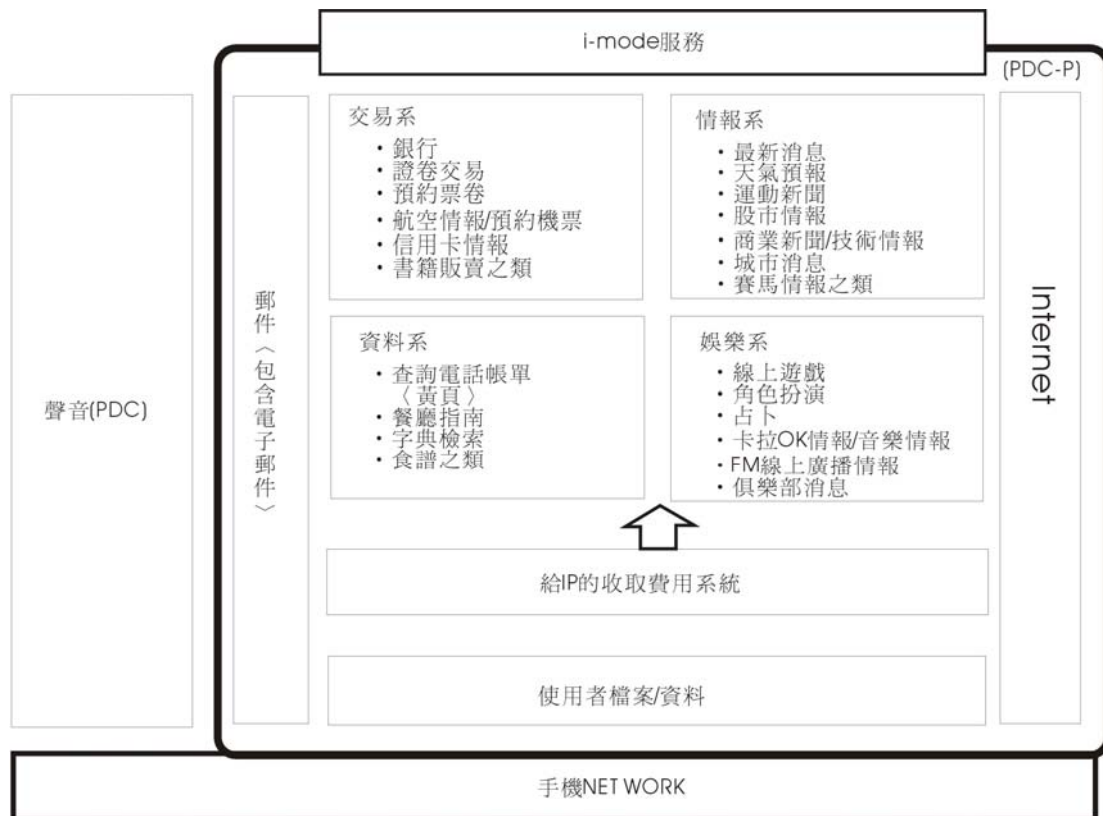 i-mode服務
(PDC-P)
聲音(PDC)
郵件〈包含電子郵件〉
交易系
・銀行
・證卷交易
・預約票卷
・航空情報/預約機票
・信用卡情報
・書籍販賣之類
情報系
・最新消息
・天氣預報
・運動新聞
・股市情報
・商業新聞/技術情報
・城市消息
・賽馬情報之類
資料系
・查詢電話帳單
〈黃頁〉
・餐廳指南
・字典檢索
・食譜之類
娛樂系
・線上遊戲
・角色扮演
・占卜
・卡拉OK情報/音樂情報
・FM線上廣播情報
・俱樂部消息
Internet
給IP的收取費用系統
使用者檔案/資料
手機NET WORK